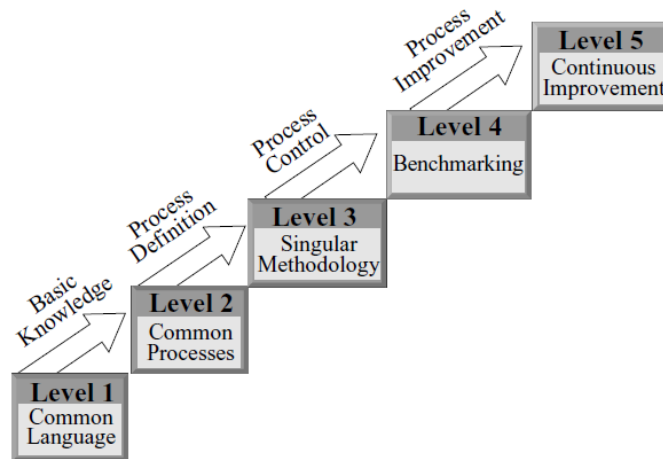 Process
Improvement
Level 5
Continuous
Improvement
Process
Control
Level 4
Benchmarking
Process
Definition
Level 3
Singular
Methodology
Basic
Knowledge
Level 2
Common
Processes
Level 1
Common
Language